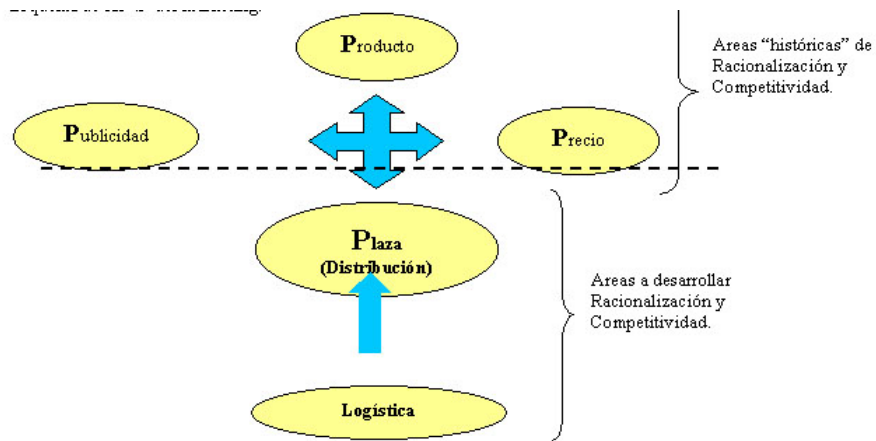 Producto
Areas “históricas” de
Racionalización y
Competitividad.
Publicidad
Precio
Plaza
(Distribución)
Areas a desarrollar
Racionalización y
Competitividad.
Logística